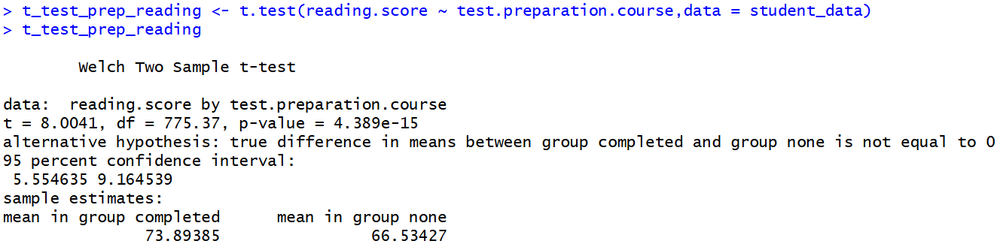 > t_test_prep_reading <- t.test(reading.score ~ test.preparation.course,data = student_data)
> t_test_prep_reading
Welch Two Sample t-test
data:  reading.score by test.preparation.course
t = 8.0041, df = 775.37, p-value = 4.389e-15
alternative hypothesis: true difference in means between group completed and group none is not equal to 0
95 percent confidence interval:
5.554635 9.164539
sample estimates:
mean in group completed      mean in group none
73.89385                66.53427